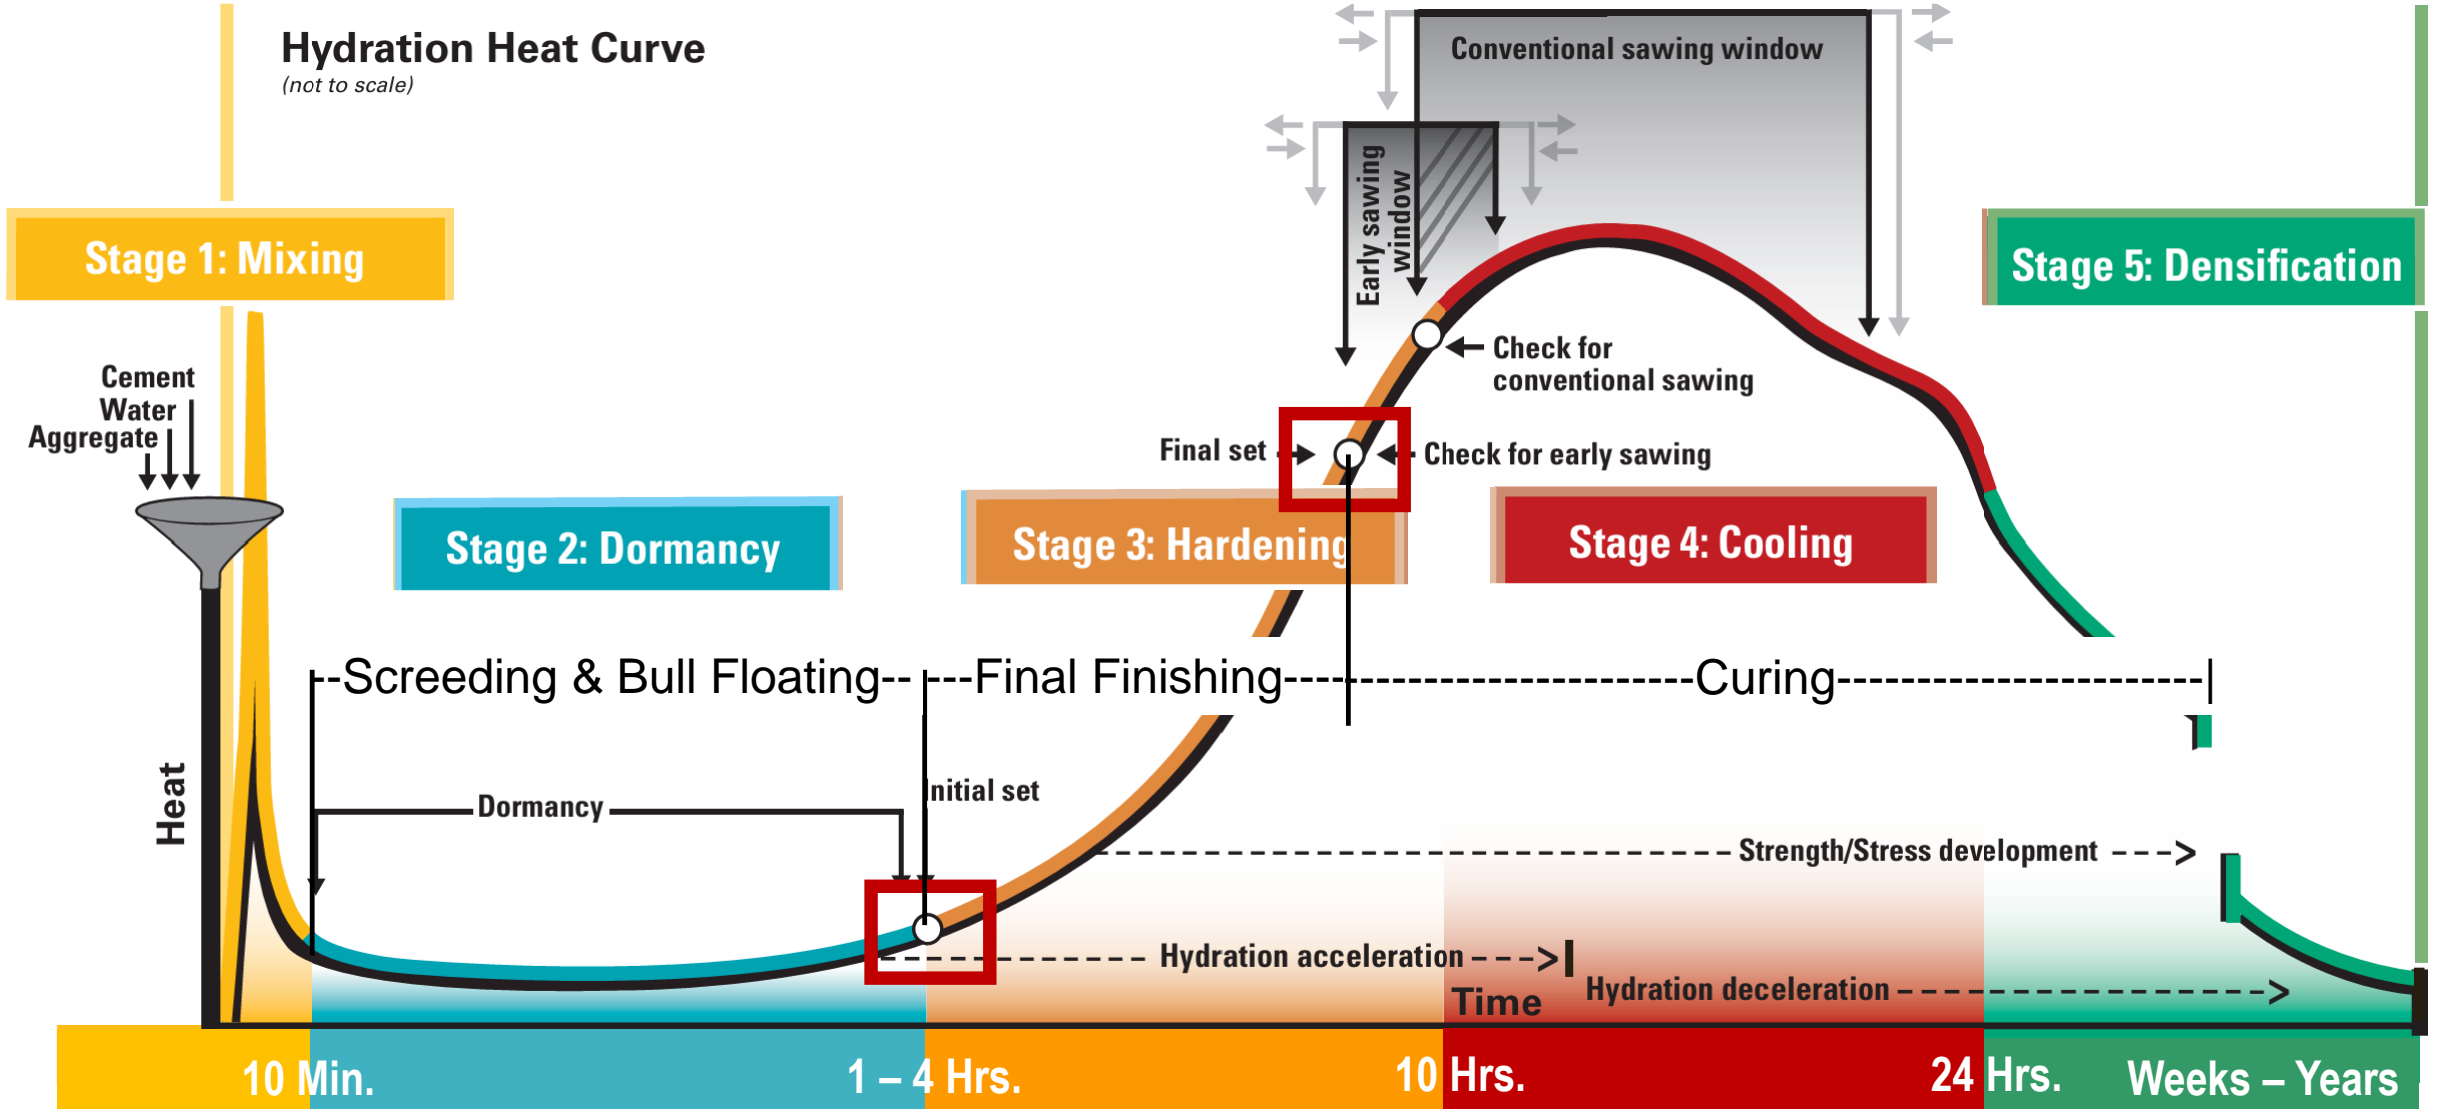 Hydration Heat Curve
(not to scale)
Conventional sawing window
Early sawing
window
Stage 1: Mixing
Stage 5: Densification
Cement
Water
Aggregate
Check for
conventional sawing
Final set
Check for early sawing
Stage 2: Dormancy
Stage 3: Hardening
Stage 4: Cooling
--Screeding & Bull Floating-- ---Final Finishing---- ----------------------Curing-----------------------|
Heat
Dormancy
Initial set
Strength/Stress development
Hydration acceleration
Hydration deceleration
Time
10 Min.
1 – 4 Hrs.
10 Hrs.
24 Hrs.
Weeks – Years